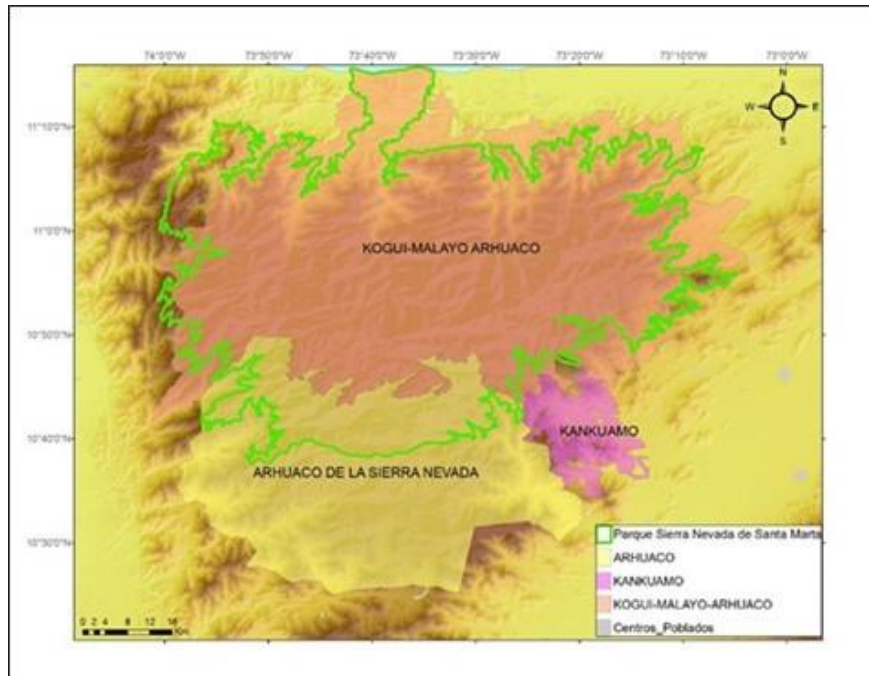 74°0'0"W 73°50'0"W 73°40'0"W 73°30'0"W 73°20'0"W 73°10'0"W 73°0'0"W
N
W E
S
11°10'0"N
11°0'0"N
KOGUI-MALAYO ARHUACO
10°50'0"N
10°40'0"N
KANKUAMO
ARHUACO DE LA SIERRA NEVADA
10°30'0"N
Parque Sierra Nevada de Santa Marta
ARHUACO
KANKUAMO
KOGUI-MALAYO-ARHUACO
Centros_Poblados
0 2 4 8 12 16
Km